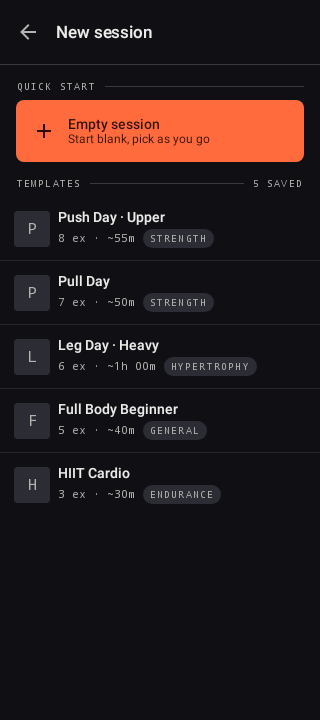 New session
QUICK START
Empty session
Start blank, pick as you go
TEMPLATES 5 SAVED
P Push Day · Upper
8 ex · ~55m STRENGTH
P Pull Day
7 ex · ~50m STRENGTH
L Leg Day · Heavy
6 ex · ~1h 00m HYPERTROPHY
F Full Body Beginner
5 ex · ~40m GENERAL
H HIIT Cardio
3 ex · ~30m ENDURANCE